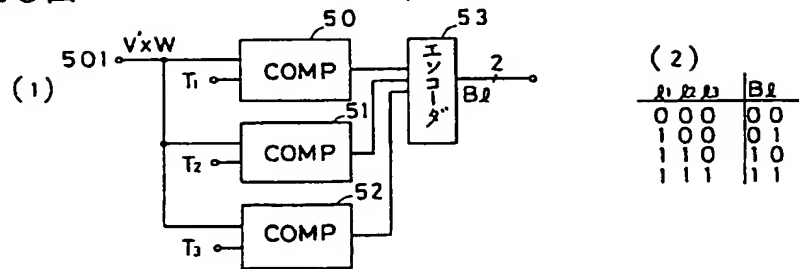 50
53
V'×W
501
(1)
T1
COMP
エンコーダ
2
Bl
51
T2
COMP
52
T3
COMP
(2)
l1 l2 l3 Bl
0 0 0 0 0
1 0 0 0 1
1 1 0 1 0
1 1 1 1 1